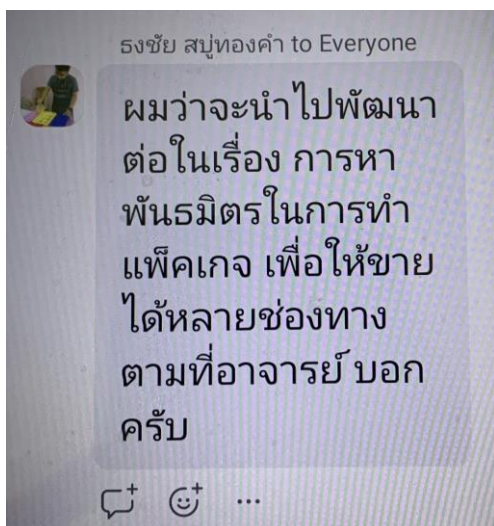 ธงชัย สบู่ทองคำ to Everyone
ผมว่าจะนำไปพัฒนา
ต่อในเรื่อง การหา
พันธมิตรในการทำ
แพ็คเกจ เพื่อให้ขาย
ได้หลายช่องทาง
ตามที่อาจารย์ บอก
ครับ